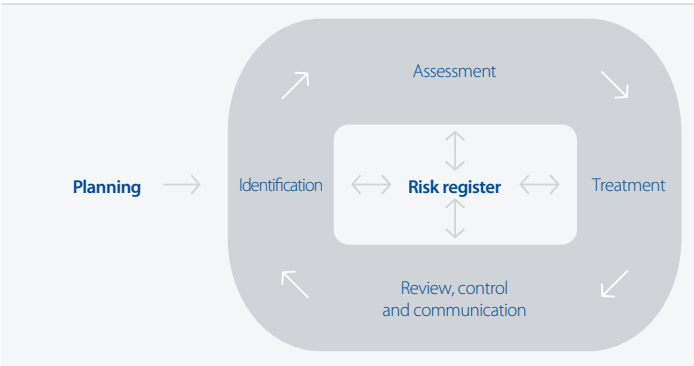 Assessment
Planning
Identification
Risk register
Treatment
Review, control
and communication